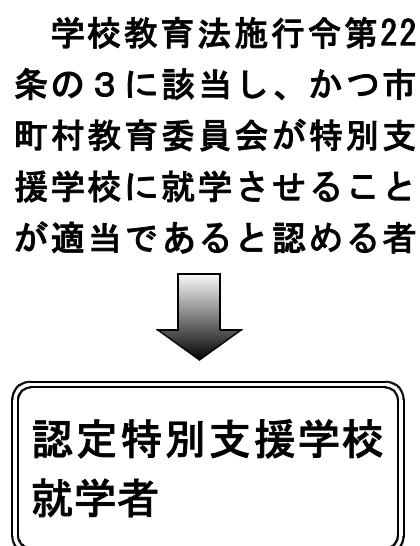 学校教育法施行令第22
条の３に該当し、かつ市
町村教育委員会が特別支
援学校に就学させること
が適当であると認める者
認定特別支援学校
就学者